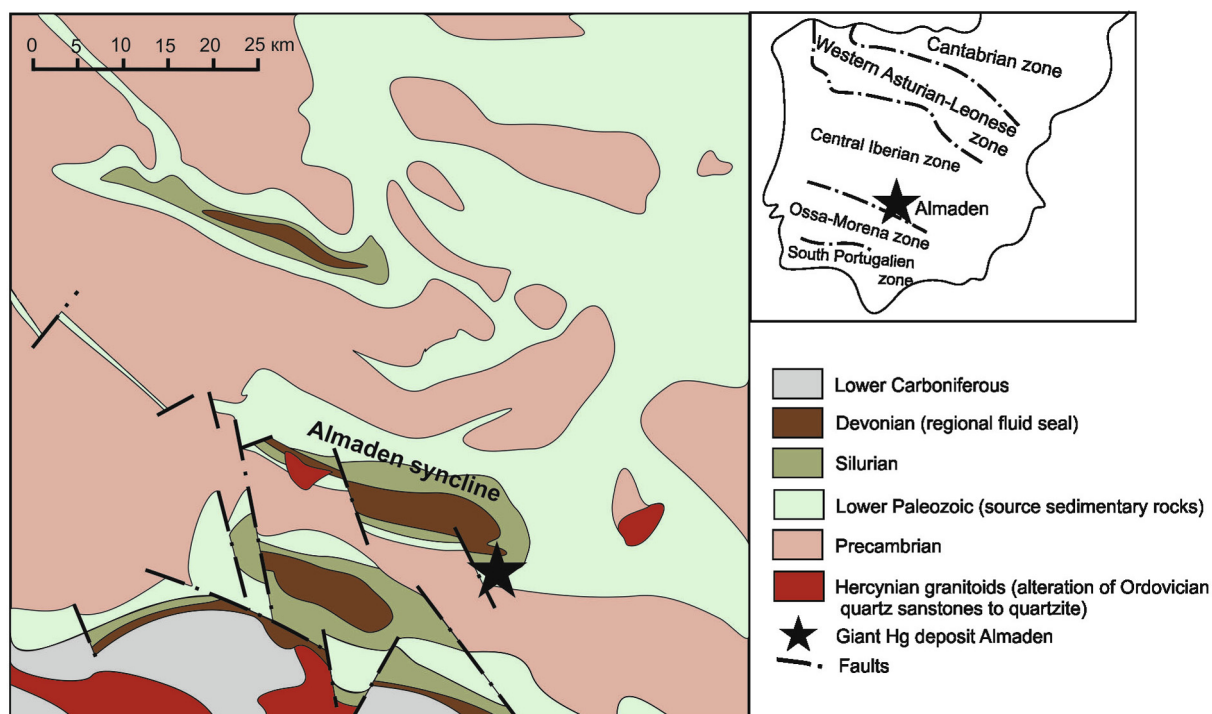 0 5 10 15 20 25 км
Almaden syncline
Cantabrian zone
Western Asturian-Leonese
zone
Central Iberian zone
Almaden
Ossa-Morena zone
South Portugalien
zone
Lower Carboniferous
Devonian (regional fluid seal)
Silurian
Lower Paleozoic (source sedimentary rocks)
Precambrian
Hercynian granitoids (alteration of Ordovician
quartz sanstones to quartzite)
Giant Hg deposit Almaden
Faults